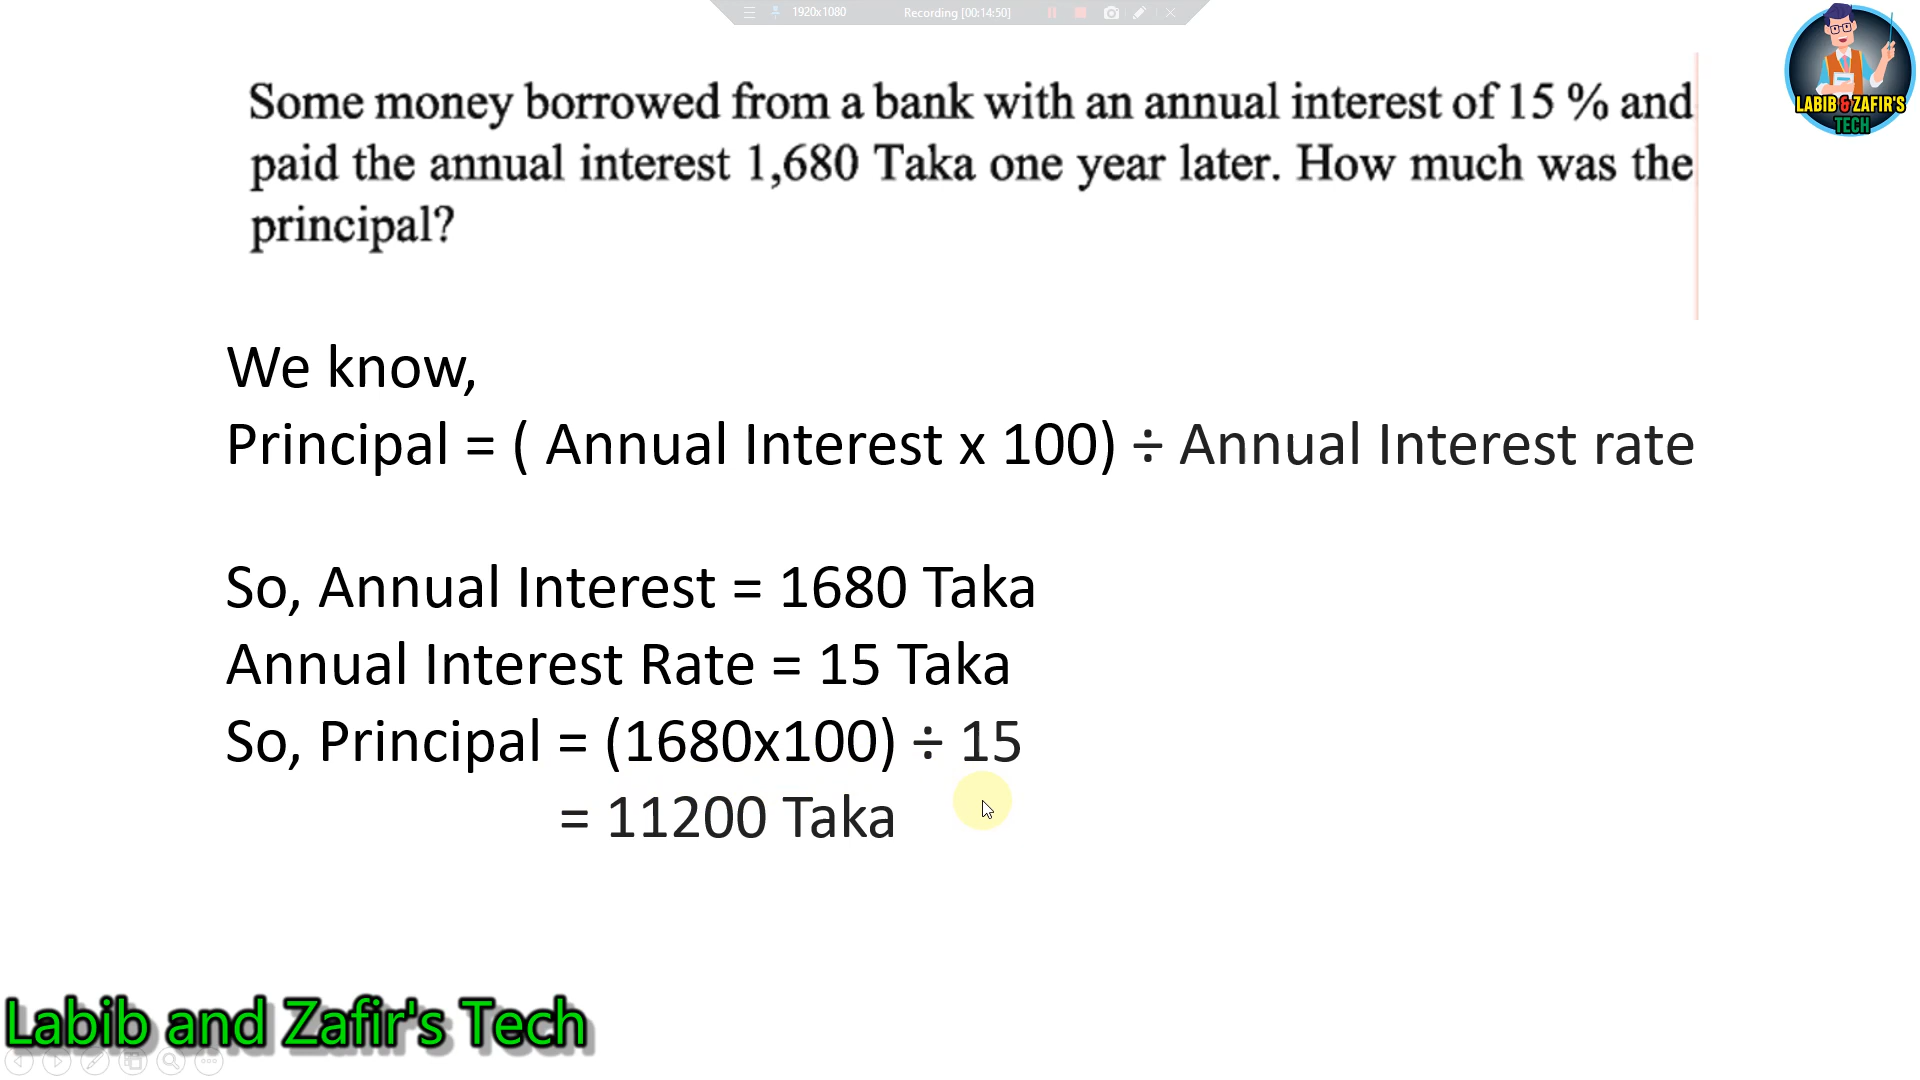 1920x1080 Recording [00:14:50]
LABIB & ZAFIR'S
TECH
Some money borrowed from a bank with an annual interest of 15 % and
paid the annual interest 1,680 Taka one year later. How much was the
principal?
We know,
Principal = ( Annual Interest x 100) ÷ Annual Interest rate
So, Annual Interest = 1680 Taka
Annual Interest Rate = 15 Taka
So, Principal = (1680x100) ÷ 15
= 11200 Taka
Labib and Zafir's Tech